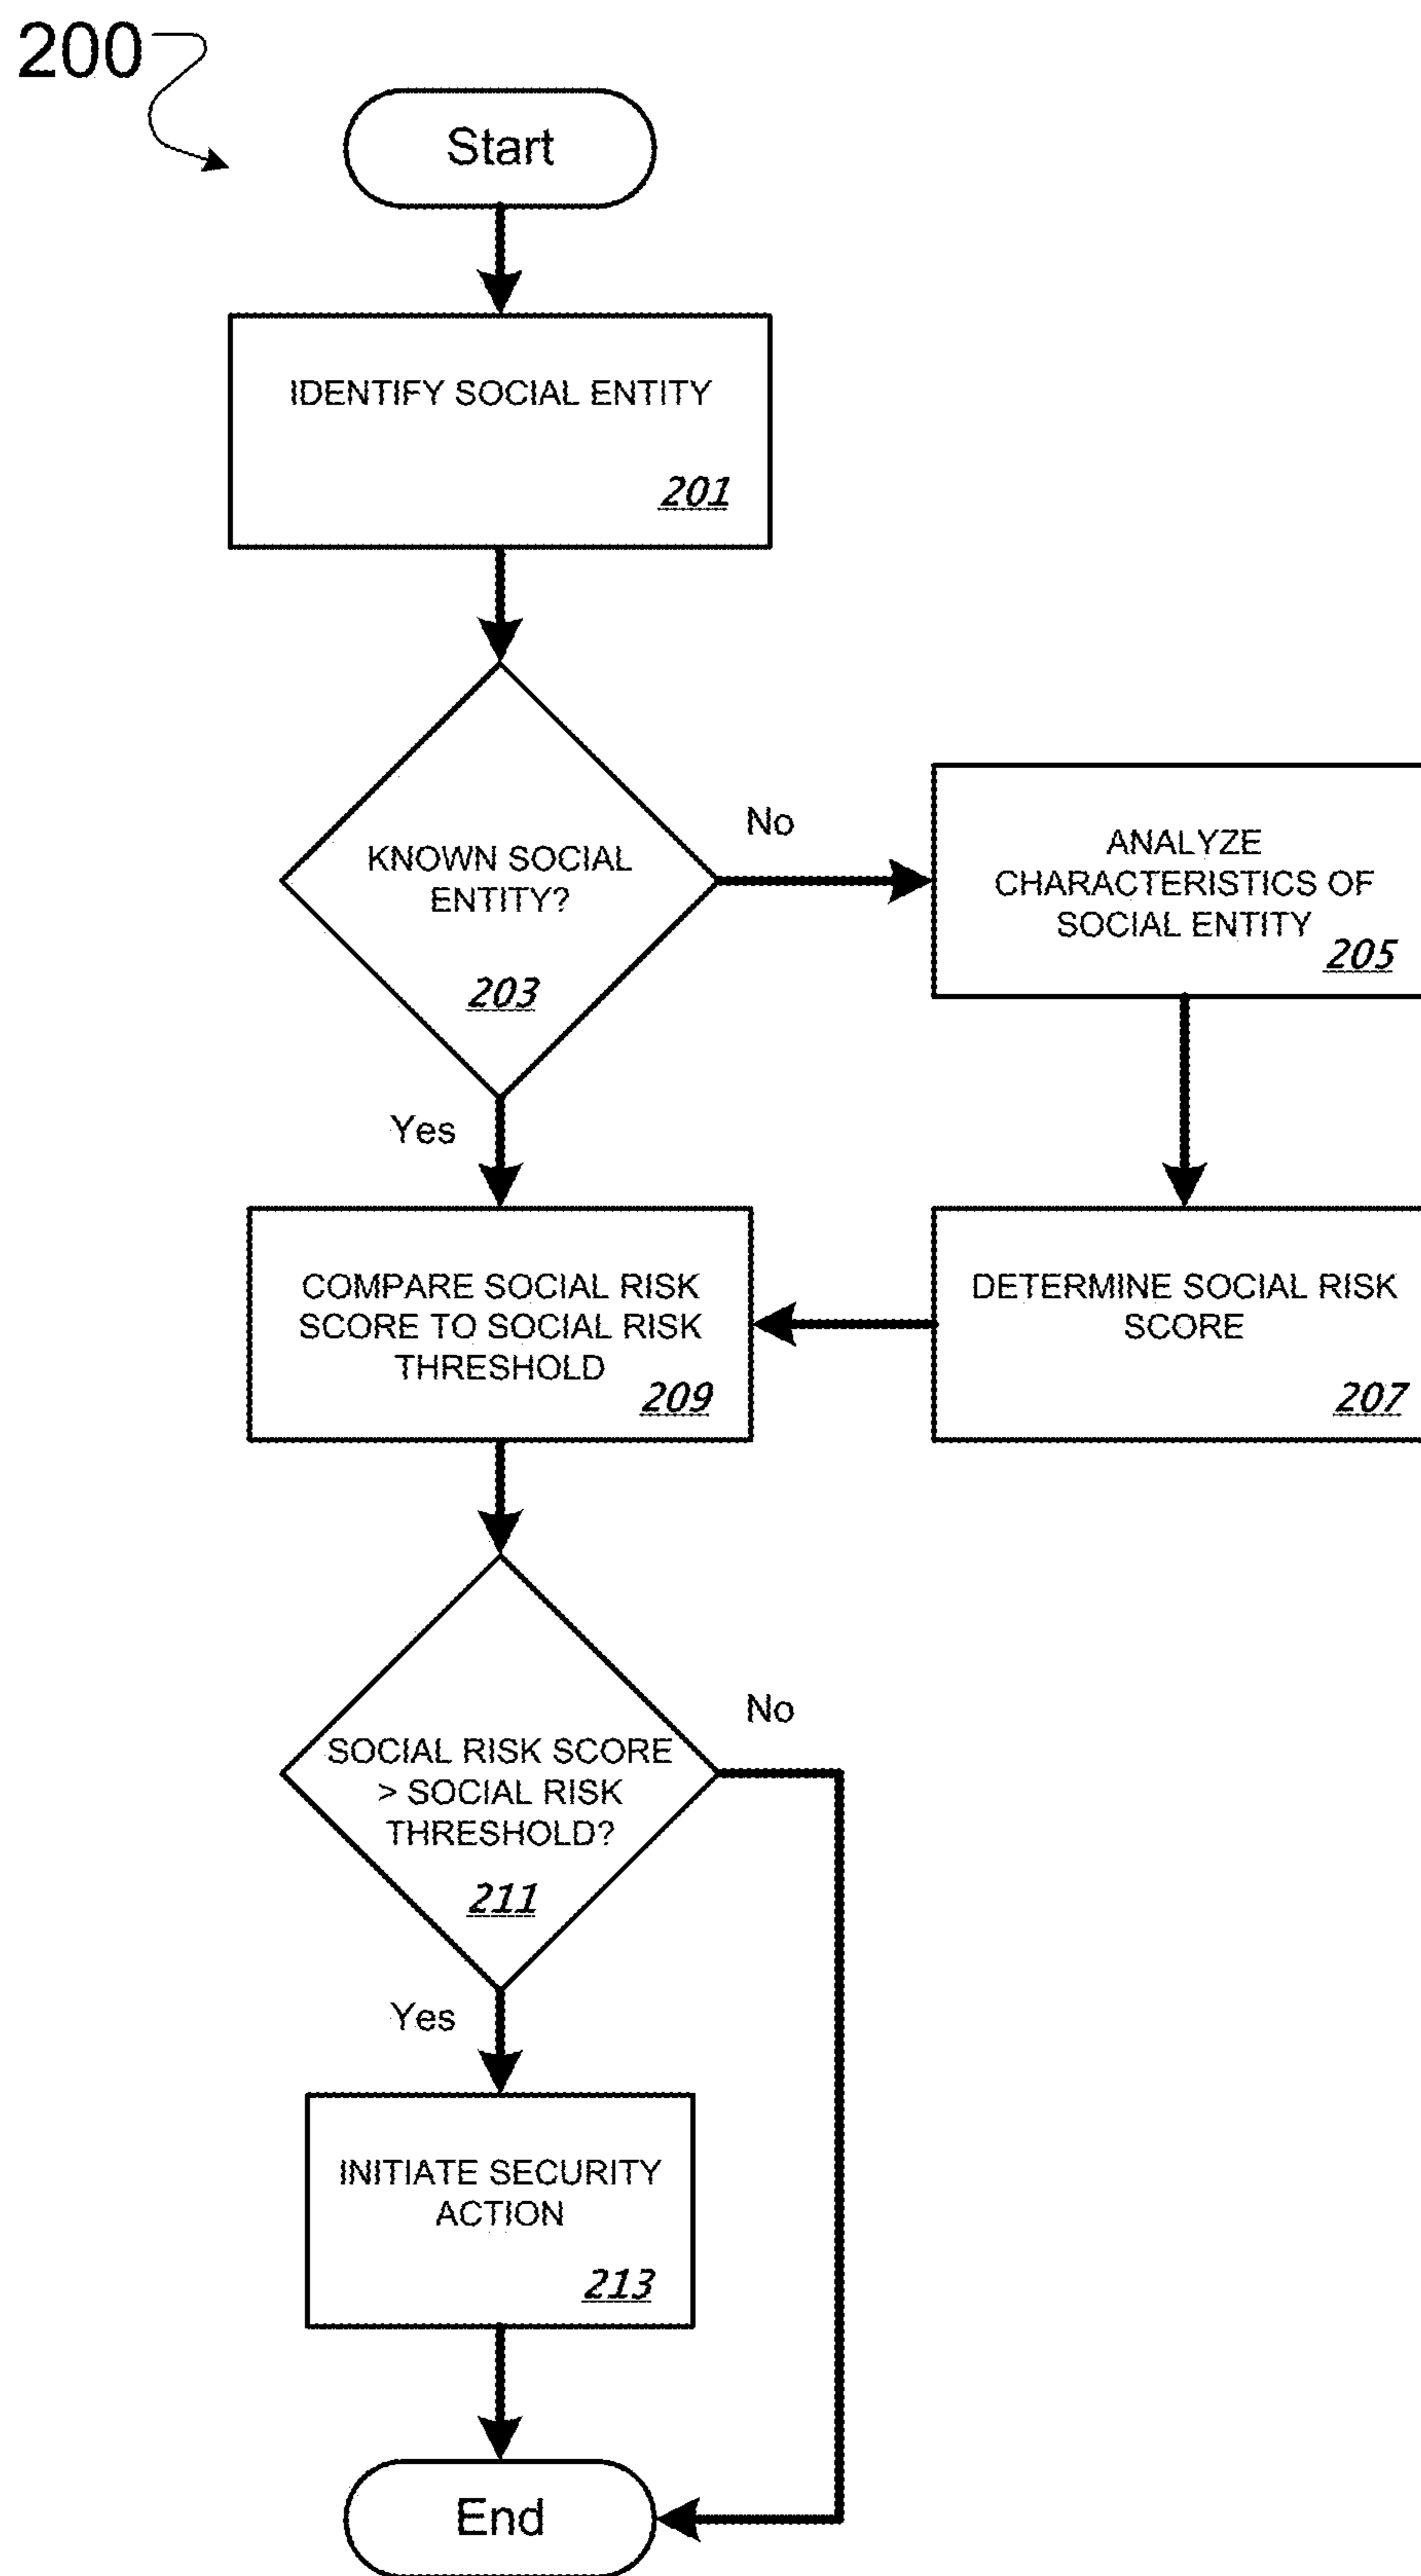 200
Start
IDENTIFY SOCIAL ENTITY
201
KNOWN SOCIAL
ENTITY?
203
No
ANALYZE
CHARACTERISTICS OF
SOCIAL ENTITY
205
Yes
COMPARE SOCIAL RISK
SCORE TO SOCIAL RISK
THRESHOLD
209
DETERMINE SOCIAL RISK
SCORE
207
SOCIAL RISK SCORE
> SOCIAL RISK
THRESHOLD?
211
No
Yes
INITIATE SECURITY
ACTION
213
End